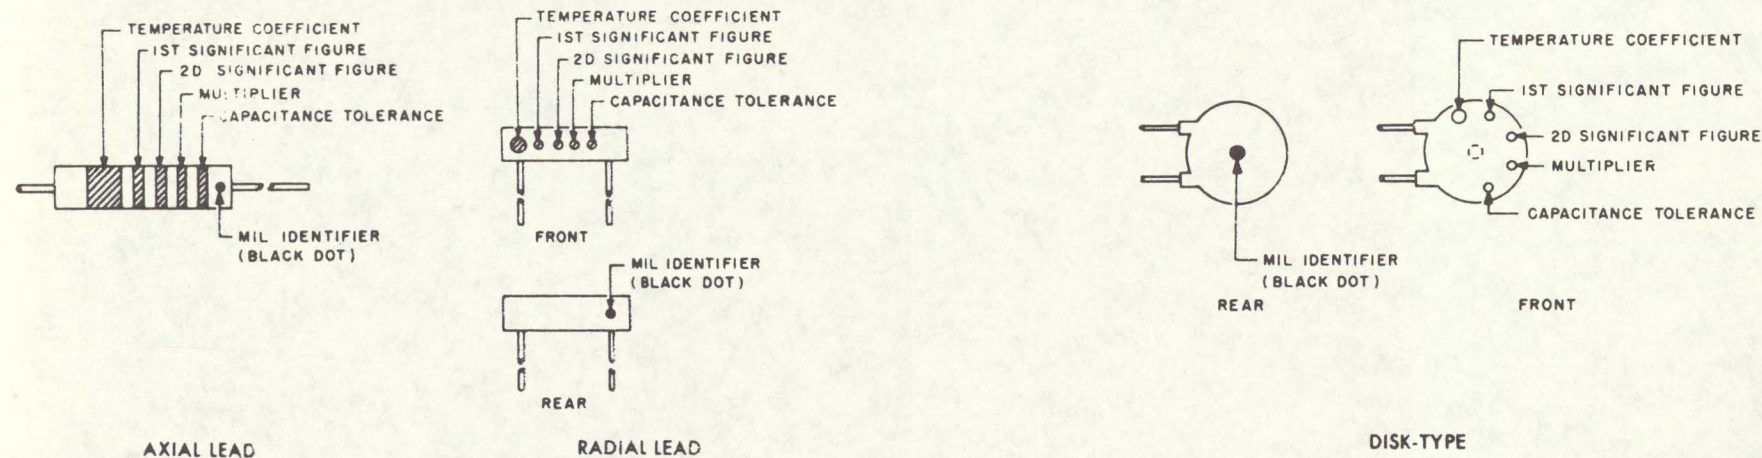 TEMPERATURE COEFFICIENT
1ST SIGNIFICANT FIGURE
2D SIGNIFICANT FIGURE
MULTIPLIER
CAPACITANCE TOLERANCE
MIL IDENTIFIER
(BLACK DOT)
AXIAL LEAD
TEMPERATURE COEFFICIENT
1ST SIGNIFICANT FIGURE
2D SIGNIFICANT FIGURE
MULTIPLIER
CAPACITANCE TOLERANCE
FRONT
MIL IDENTIFIER
(BLACK DOT)
REAR
RADIAL LEAD
MIL IDENTIFIER
(BLACK DOT)
REAR
TEMPERATURE COEFFICIENT
1ST SIGNIFICANT FIGURE
2D SIGNIFICANT FIGURE
MULTIPLIER
CAPACITANCE TOLERANCE
FRONT
DISK-TYPE